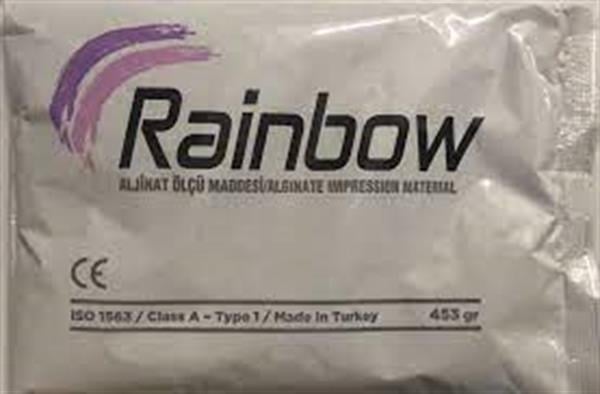 Rainbow
ALJİNAT ÖLÇÜ MADDESİ/ALGINATE IMPRESSION MATERIAL
CE
ISO 1563 / Class A - Type 1 / Made in Turkey 453 gr